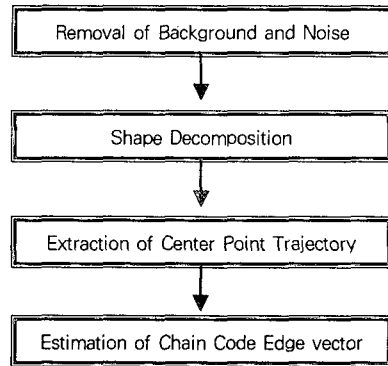 Removal of Background and Noise
Shape Decomposition
Extraction of Center Point Trajectory
Estimation of Chain Code Edge vector